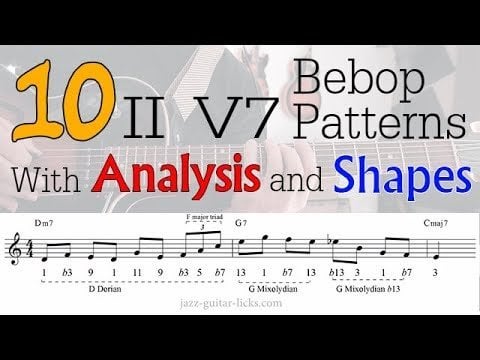 10 II V7 Bebop Patterns
With Analysis and Shapes
F major triad
Dm7 3 G7 Cmaj7
4 4
1 b3 9 1 9 11 b3 5 b7 13 1 b7 13 b13 3 1 b7 3
D Dorian G Mixolydian G Mixolydian b13
jazz-guitar-licks.com